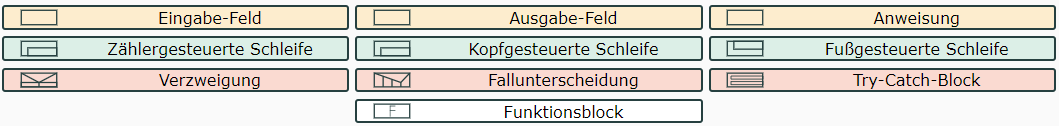 Eingabe-Feld Ausgabe-Feld Anweisung
Zählergesteuerte Schleife Kopfgesteuerte Schleife Fußgesteuerte Schleife
Verzweigung Fallunterscheidung Try-Catch-Block
F Funktionsblock